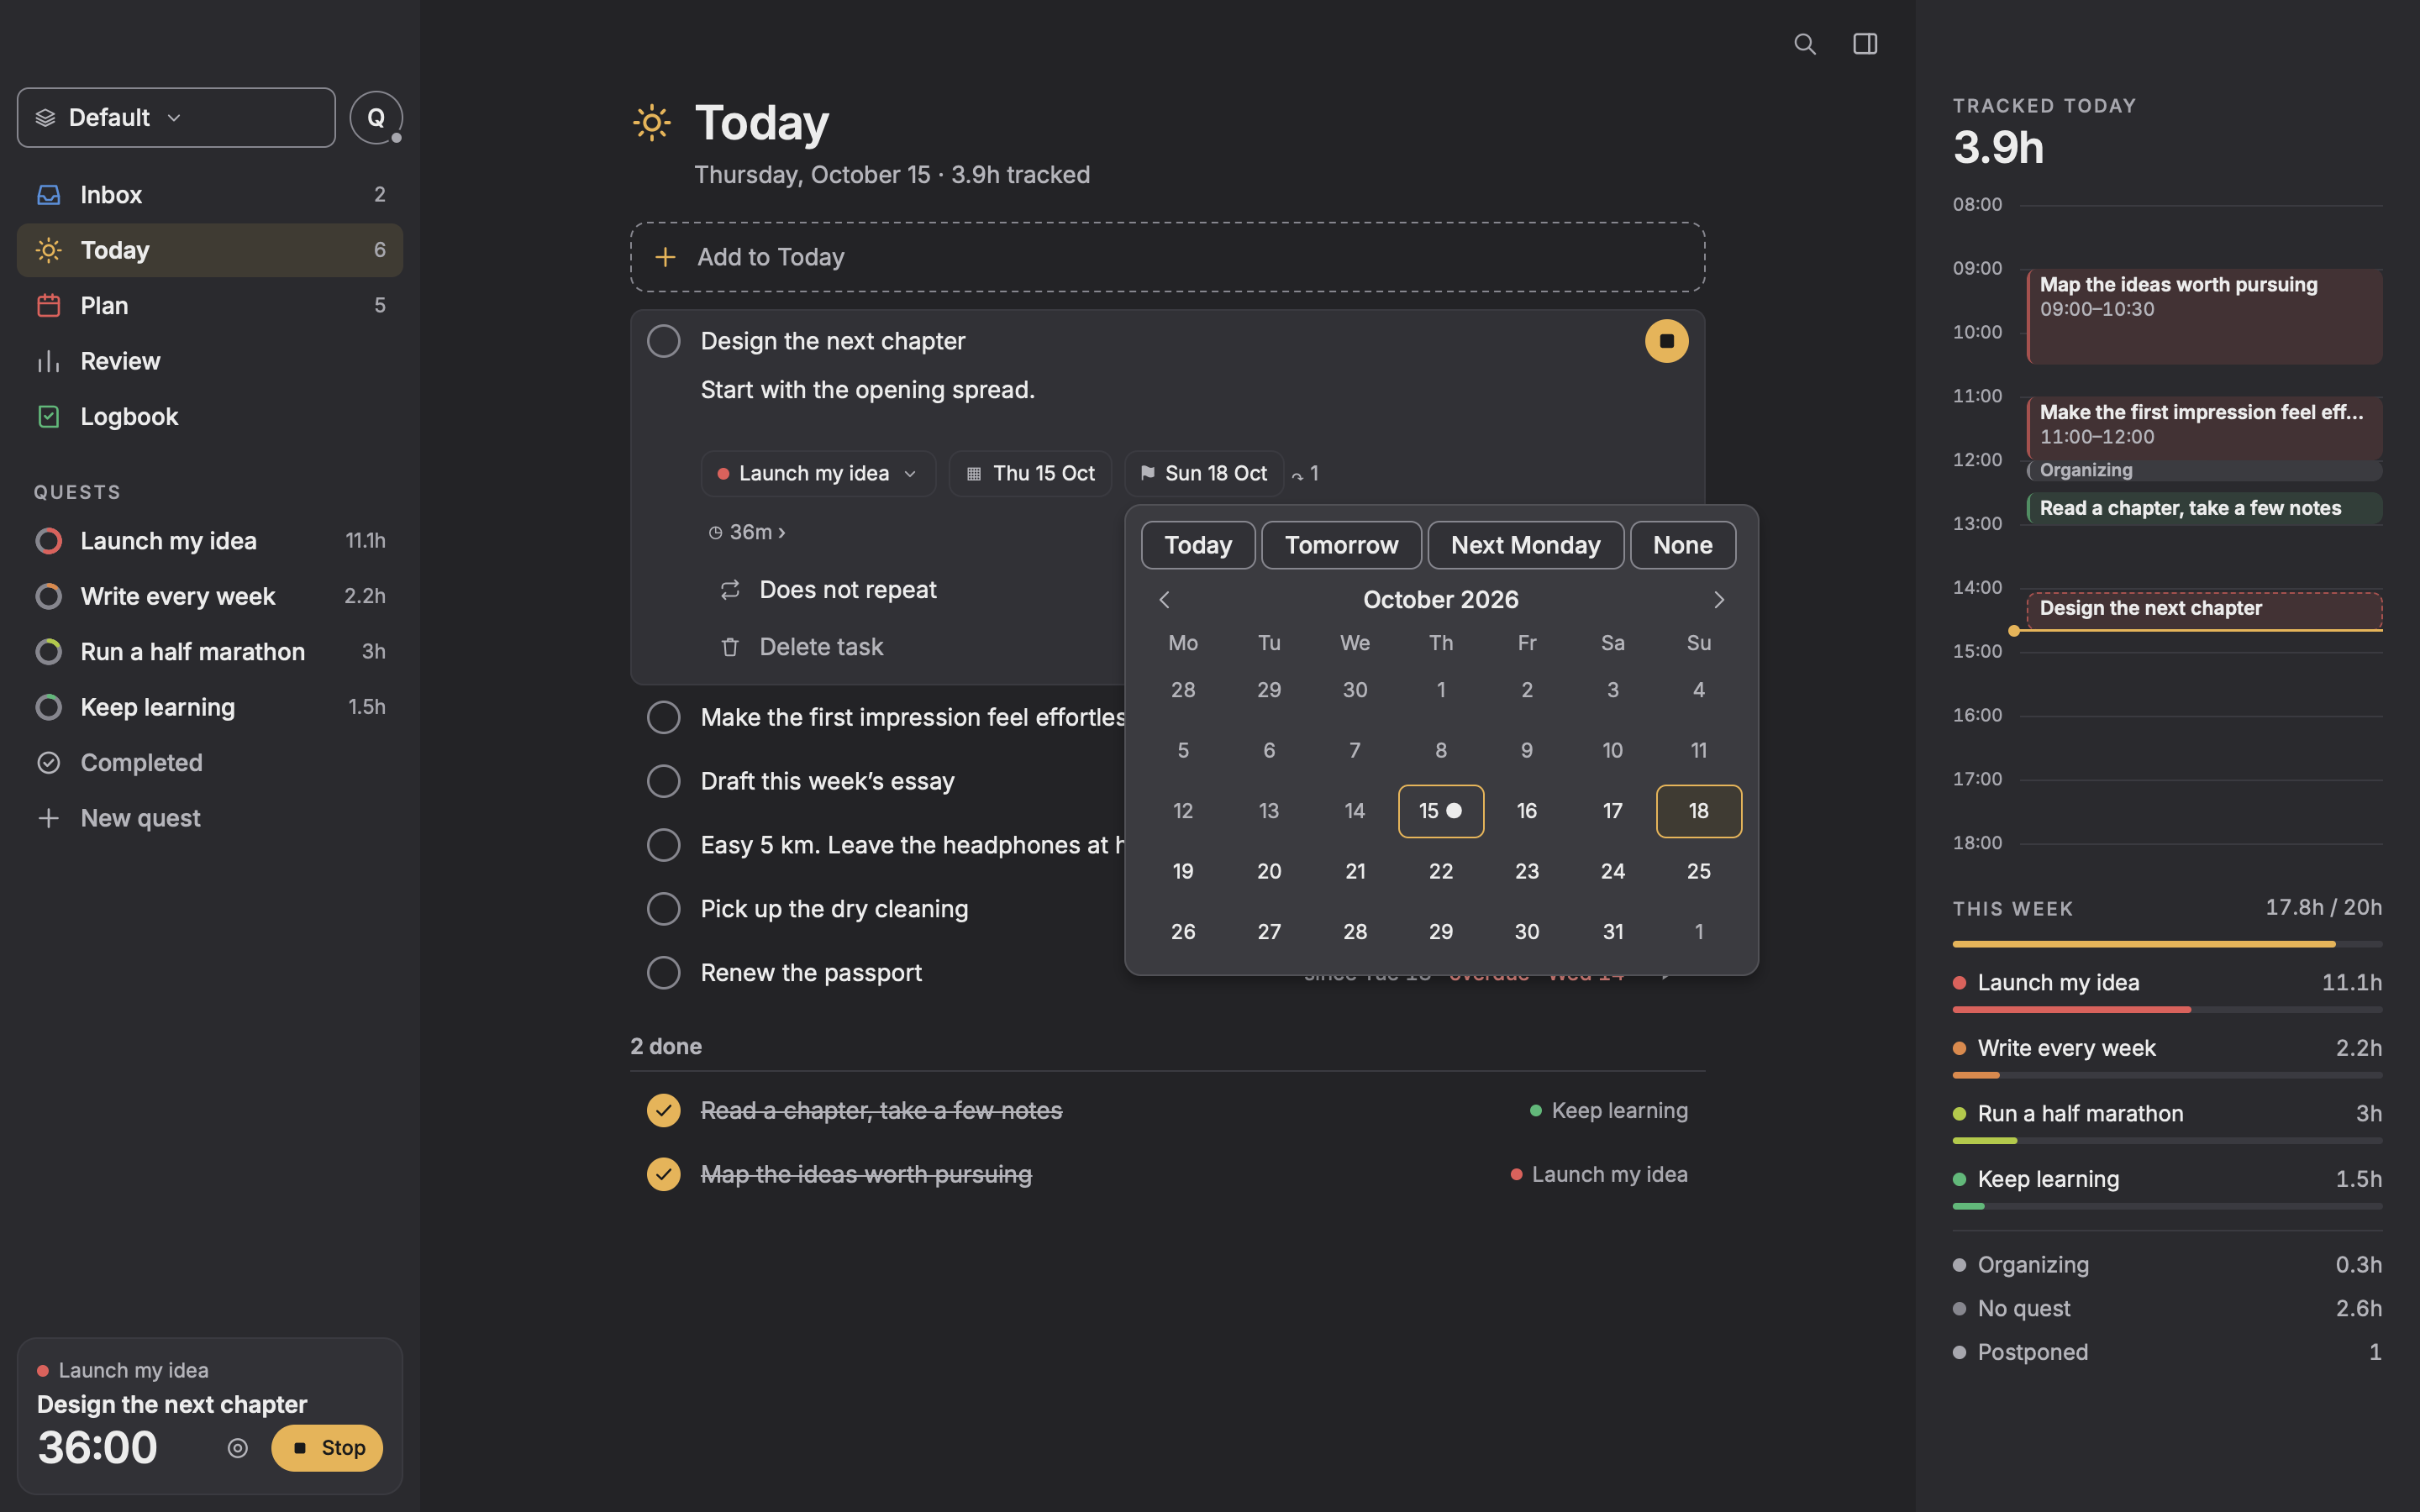 Default
Q
Inbox 2
Today 6
Plan 5
Review
Logbook
QUESTS
Launch my idea 11.1h
Write every week 2.2h
Run a half marathon 3h
Keep learning 1.5h
Completed
New quest
Launch my idea
Design the next chapter
36:00 Stop
Today
Thursday, October 15 · 3.9h tracked
Add to Today
Design the next chapter
Start with the opening spread.
Launch my idea Thu 15 Oct Sun 18 Oct 1
36m ›
Does not repeat
Delete task
Today Tomorrow Next Monday None
October 2026
Mo Tu We Th Fr Sa Su
28 29 30 1 2 3 4
5 6 7 8 9 10 11
12 13 14 15 16 17 18
19 20 21 22 23 24 25
26 27 28 29 30 31 1
Make the first impression feel effortles
Draft this week’s essay
Easy 5 km. Leave the headphones at
Pick up the dry cleaning
Renew the passport
2 done
Read a chapter, take a few notes Keep learning
Map the ideas worth pursuing Launch my idea
TRACKED TODAY
3.9h
08:00
09:00
Map the ideas worth pursuing
09:00–10:30
10:00
11:00
Make the first impression feel eff...
11:00–12:00
12:00
Organizing
Read a chapter, take a few notes
13:00
14:00
Design the next chapter
15:00
16:00
17:00
18:00
THIS WEEK 17.8h / 20h
Launch my idea 11.1h
Write every week 2.2h
Run a half marathon 3h
Keep learning 1.5h
Organizing 0.3h
No quest 2.6h
Postponed 1